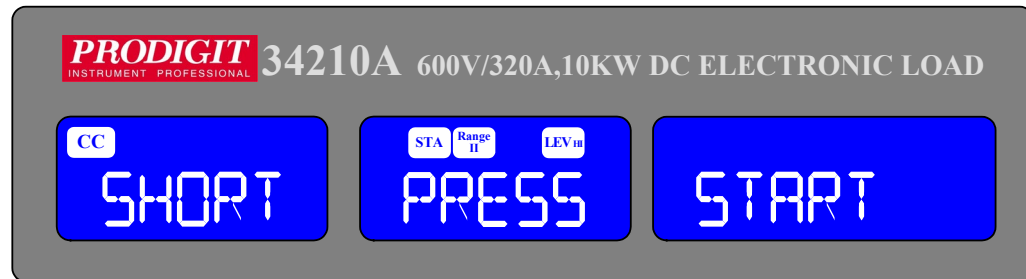 PRODIGIT
INSTRUMENT PROFESSIONAL
34210A 600V/320A,10KW DC ELECTRONIC LOAD
CC
STA Range II LEV HI
SHORT PRESS START